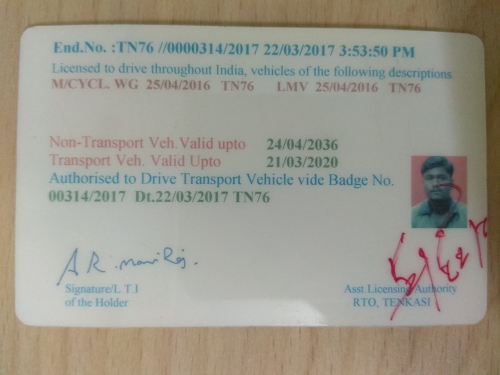 End.No. :TN76 //0000314/2017 22/03/2017 3:53:50 PM
Licensed to drive throughout India, vehicles of the following descriptions
M/CYCL. WG 25/04/2016 TN76 LMV 25/04/2016 TN76
Non-Transport Veh.Valid upto 24/04/2036
Transport Veh. Valid Upto 21/03/2020
Authorised to Drive Transport Vehicle vide Badge No.
00314/2017 Dt.22/03/2017 TN76
A R. maniRaj.
Signature/L T I
of the Holder
Asst.Licensing Authority
RTO, TENKASI